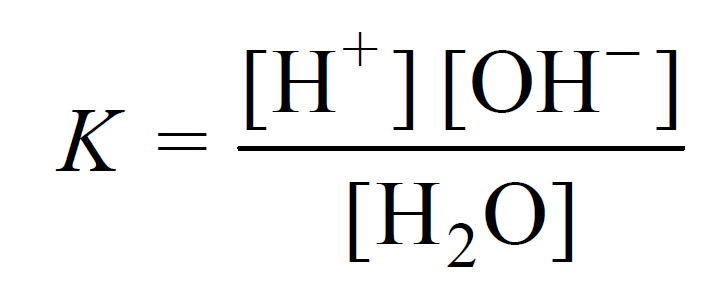 K = [H⁺][OH⁻]
[H₂O]